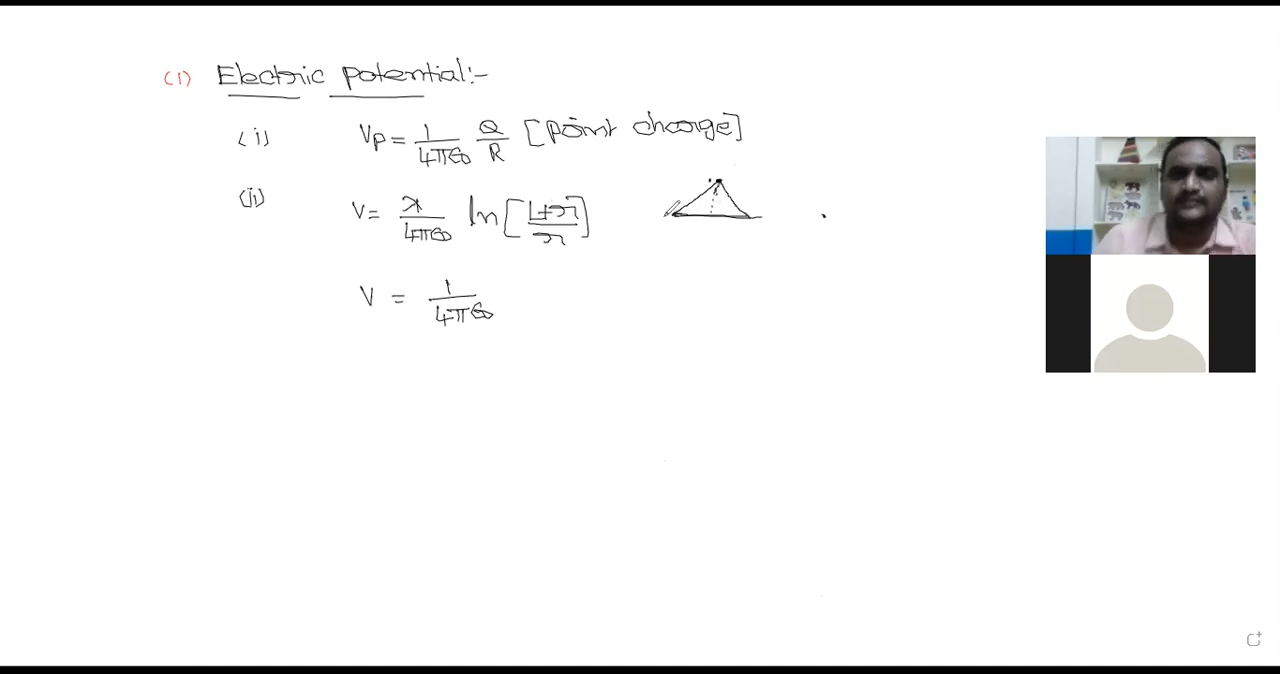 (1) Electric potential:-
(i) Vp = 1/4πε0 Q/R [point charge]
(ii) V = λ/4πε0 ln [L+r/r]
V = 1/4πε0